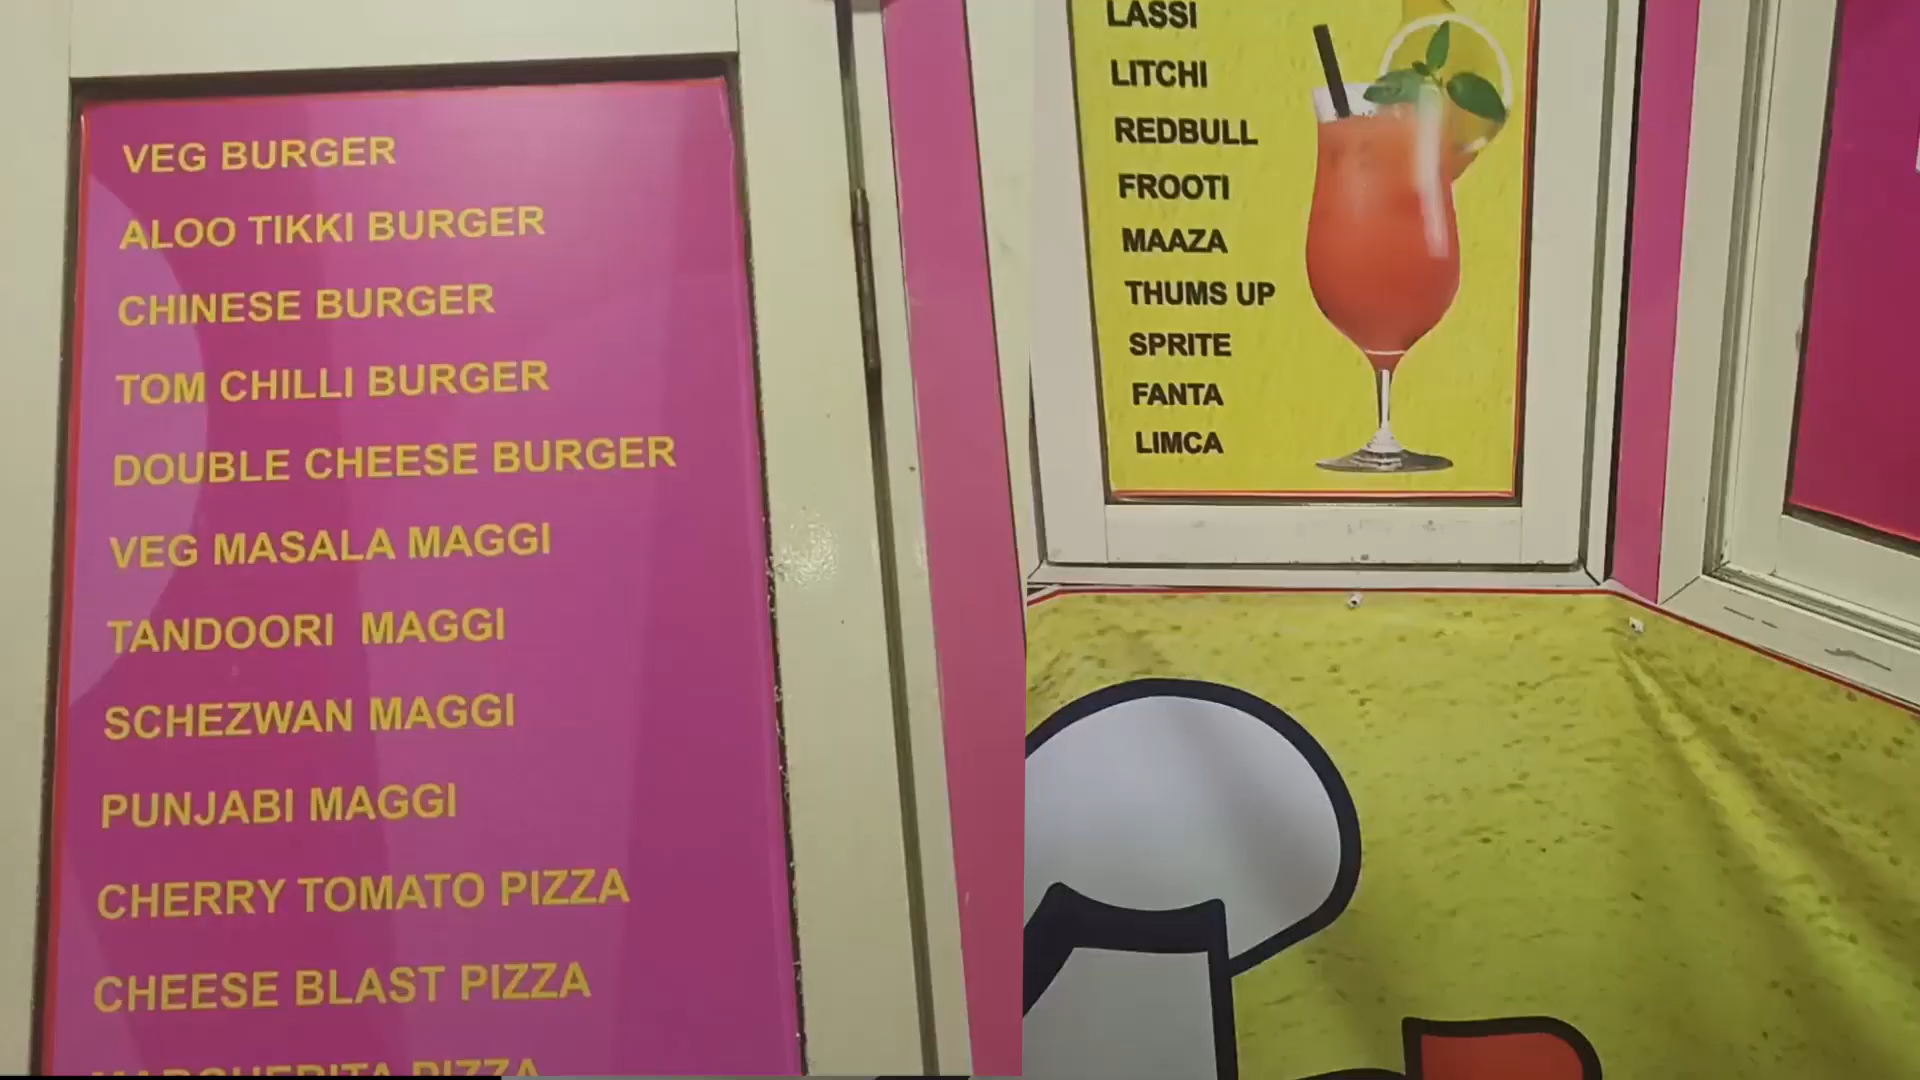 VEG BURGER
ALOO TIKKI BURGER
CHINESE BURGER
TOM CHILLI BURGER
DOUBLE CHEESE BURGER
VEG MASALA MAGGI
TANDOORI MAGGI
SCHEZWAN MAGGI
PUNJABI MAGGI
CHERRY TOMATO PIZZA
CHEESE BLAST PIZZA
MARGHERITA PIZZA
LASSI
LITCHI
REDBULL
FROOTI
MAAZA
THUMS UP
SPRITE
FANTA
LIMCA